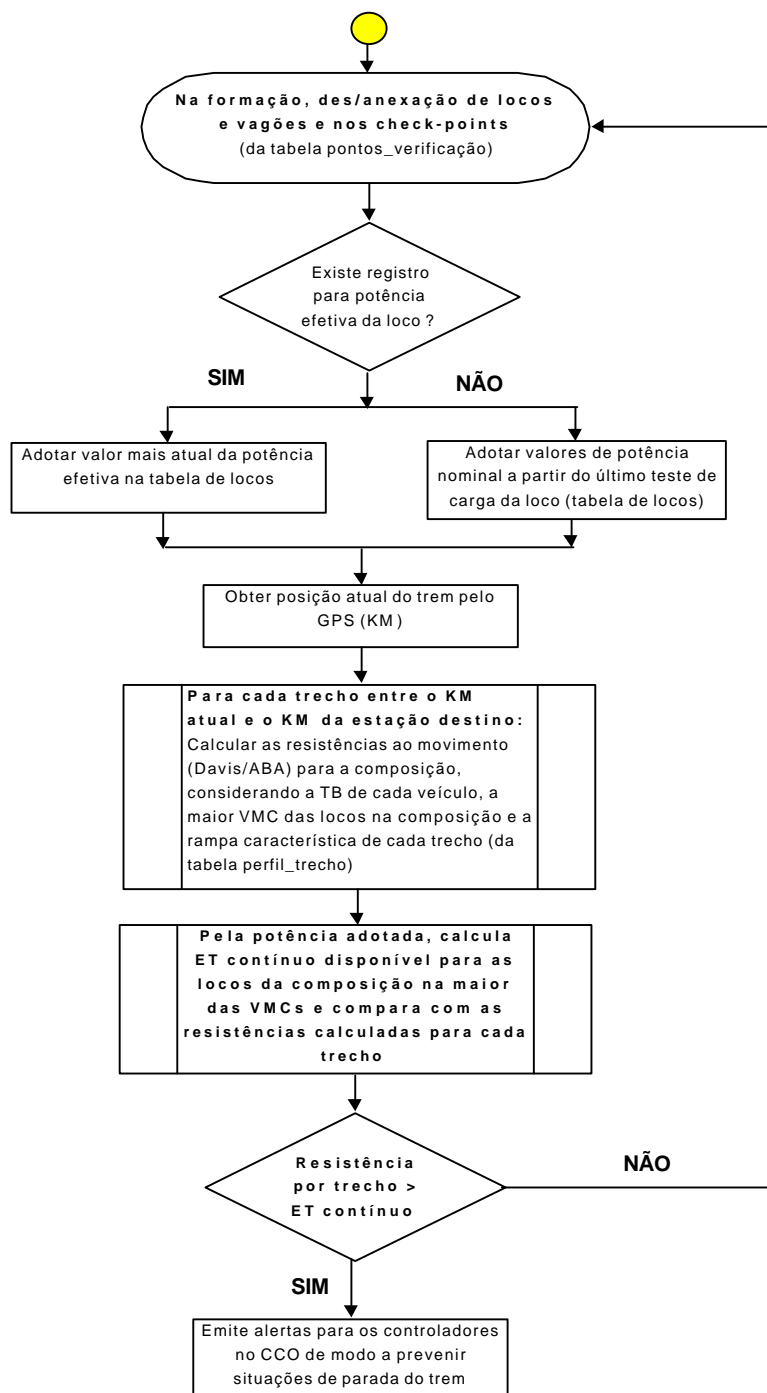 Na formação, des/anexação de locos
e vagões e nos check-points
(da tabela pontos_verificação)
Existe registro
para potência
efetiva da loco ?
SIM
NÃO
Adotar valor mais atual da potência
efetiva na tabela de locos
Adotar valores de potência
nominal a partir do último teste de
carga da loco (tabela de locos)
Obter posição atual do trem pelo
GPS (KM)
Para cada trecho entre o KM
atual e o KM da estação destino:
Calcular as resistências ao movimento
(Davis/ABA) para a composição,
considerando a TB de cada veículo, a
maior VMC das locos na composição e a
rampa característica de cada trecho (da
tabela perfil_trecho)
Pela potência adotada, calcula
ET contínuo disponível para as
locos da composição na maior
das VMCs e compara com as
resistências calculadas para cada
trecho
Resistência
por trecho >
ET contínuo
NÃO
SIM
Emite alertas para os controladores
no CCO de modo a prevenir
situações de parada do trem